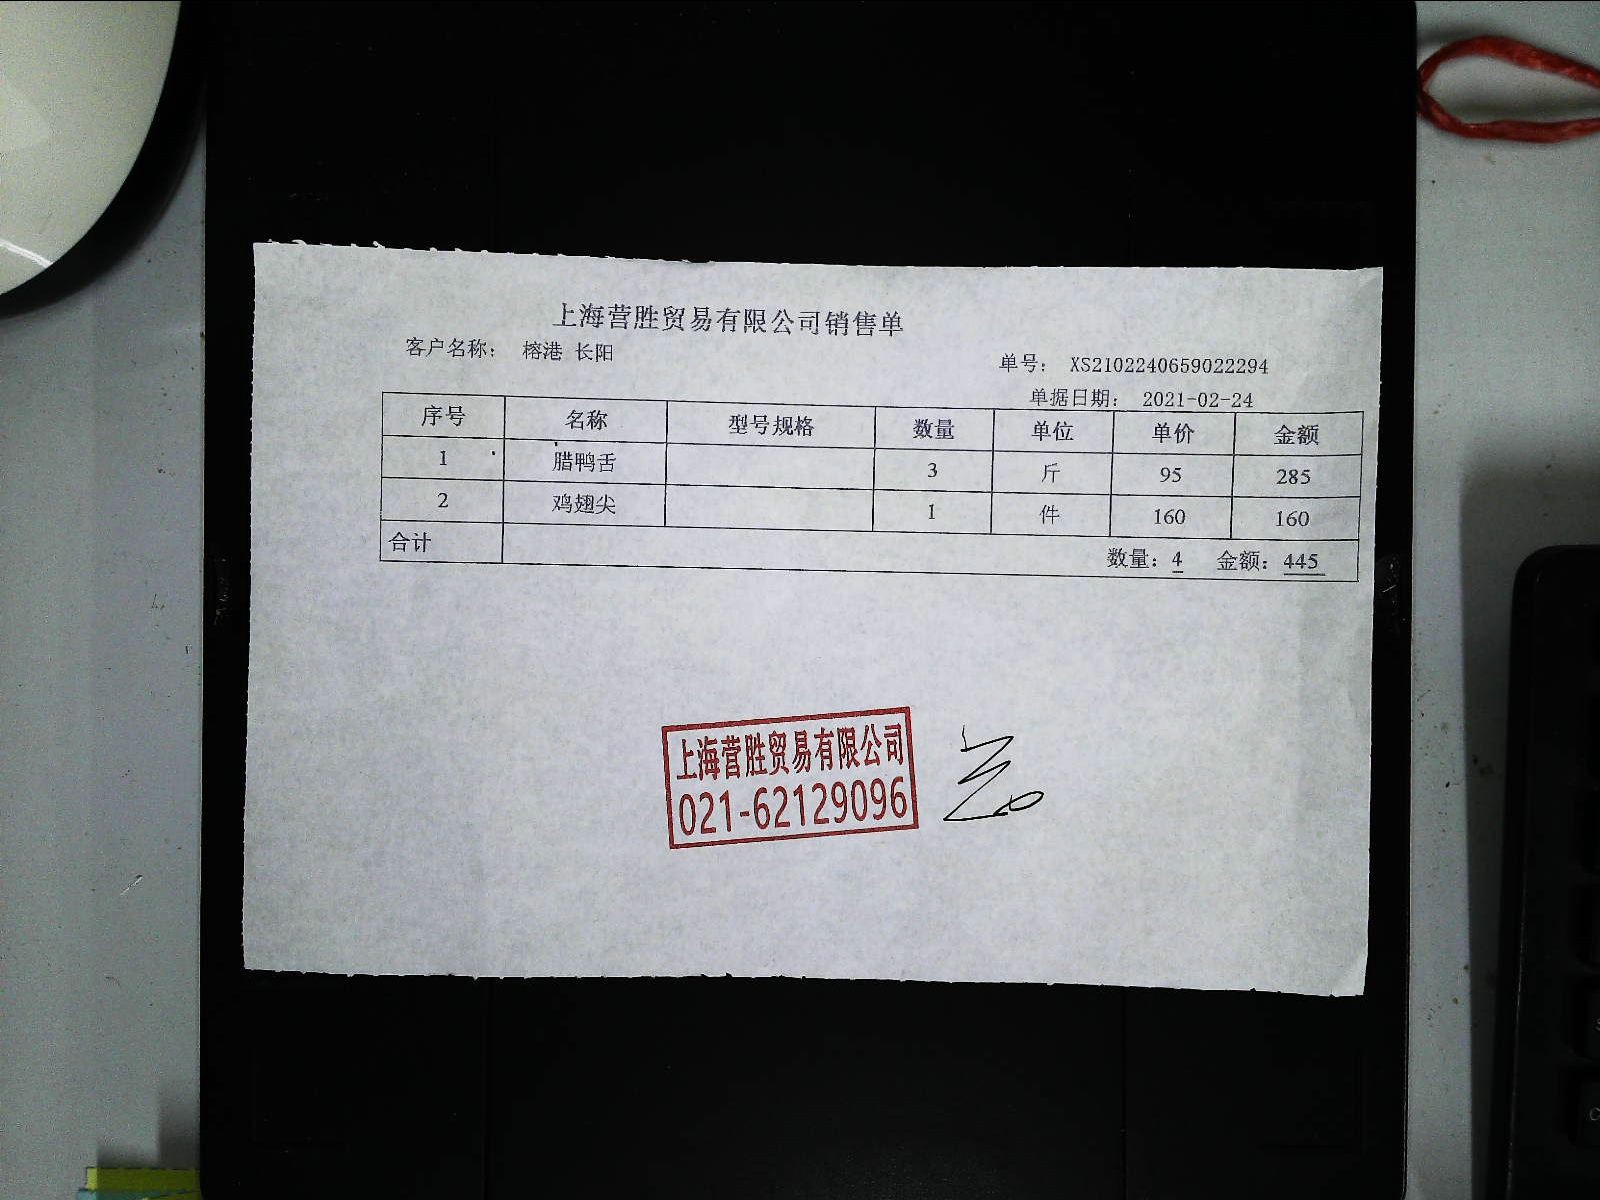 上海营胜贸易有限公司销售单
客户名称： 榕港 长阳
单号： XS2102240659022294
单据日期： 2021-02-24
序号 名称 型号规格 数量 单位 单价 金额
1 腊鸭舌 3 斤 95 285
2 鸡翅尖 1 件 160 160
合计 数量：4 金额：445
上海营胜贸易有限公司
021-62129096